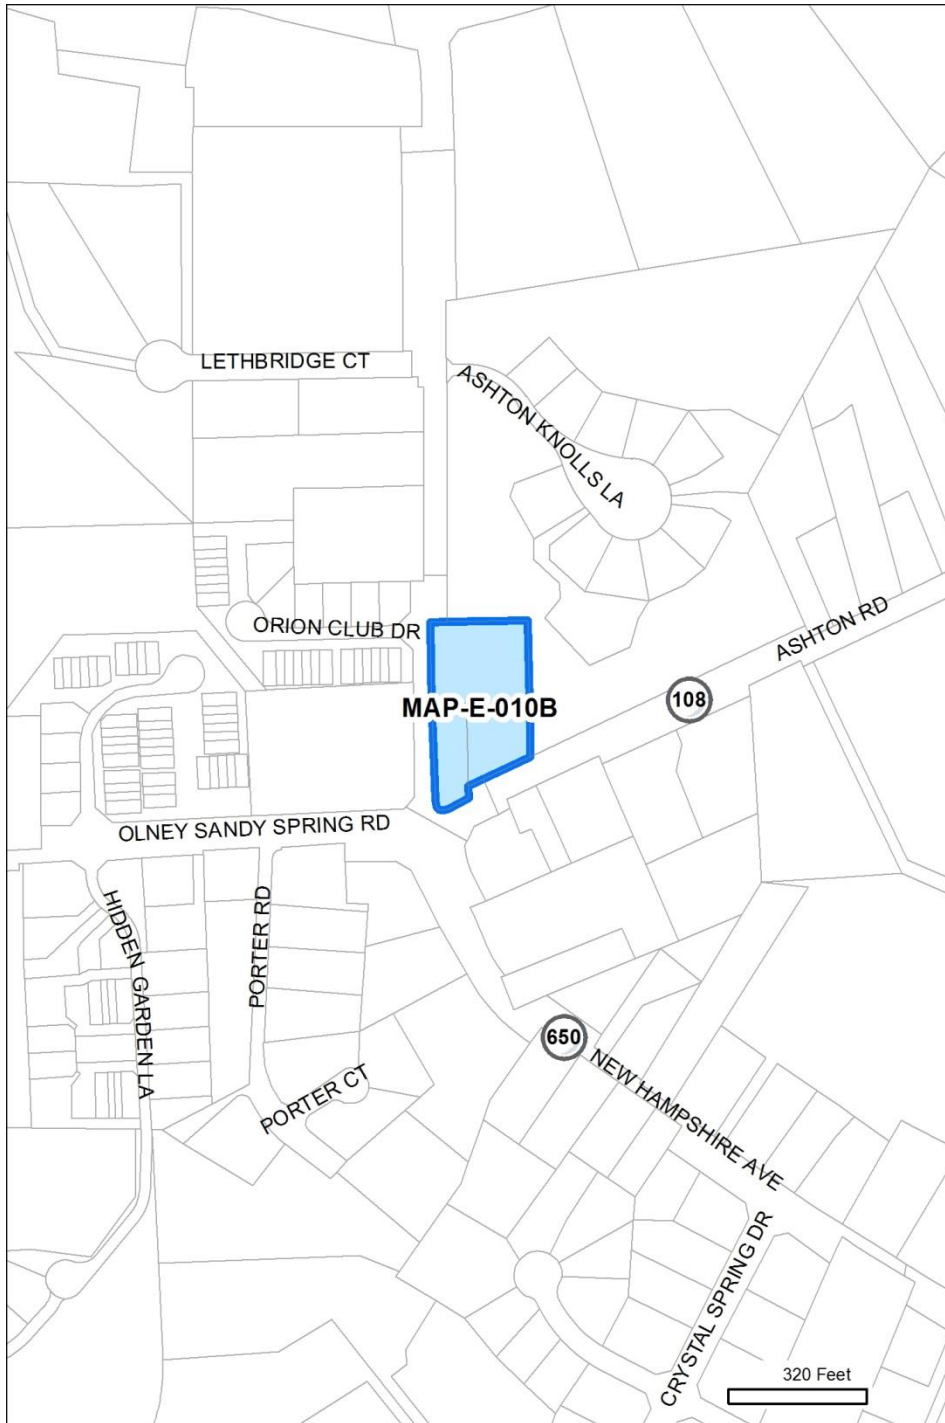 LETHBRIDGE CT
ASHTON KNOLLS LA
ASHTON RD
ORION CLUB DR
108
MAP-E-010B
OLNEY SANDY SPRING RD
HIDDEN GARDEN LA
PORTER RD
650
NEW HAMPSHIRE AVE
PORTER CT
CRYSTAL SPRING DR
320 Feet